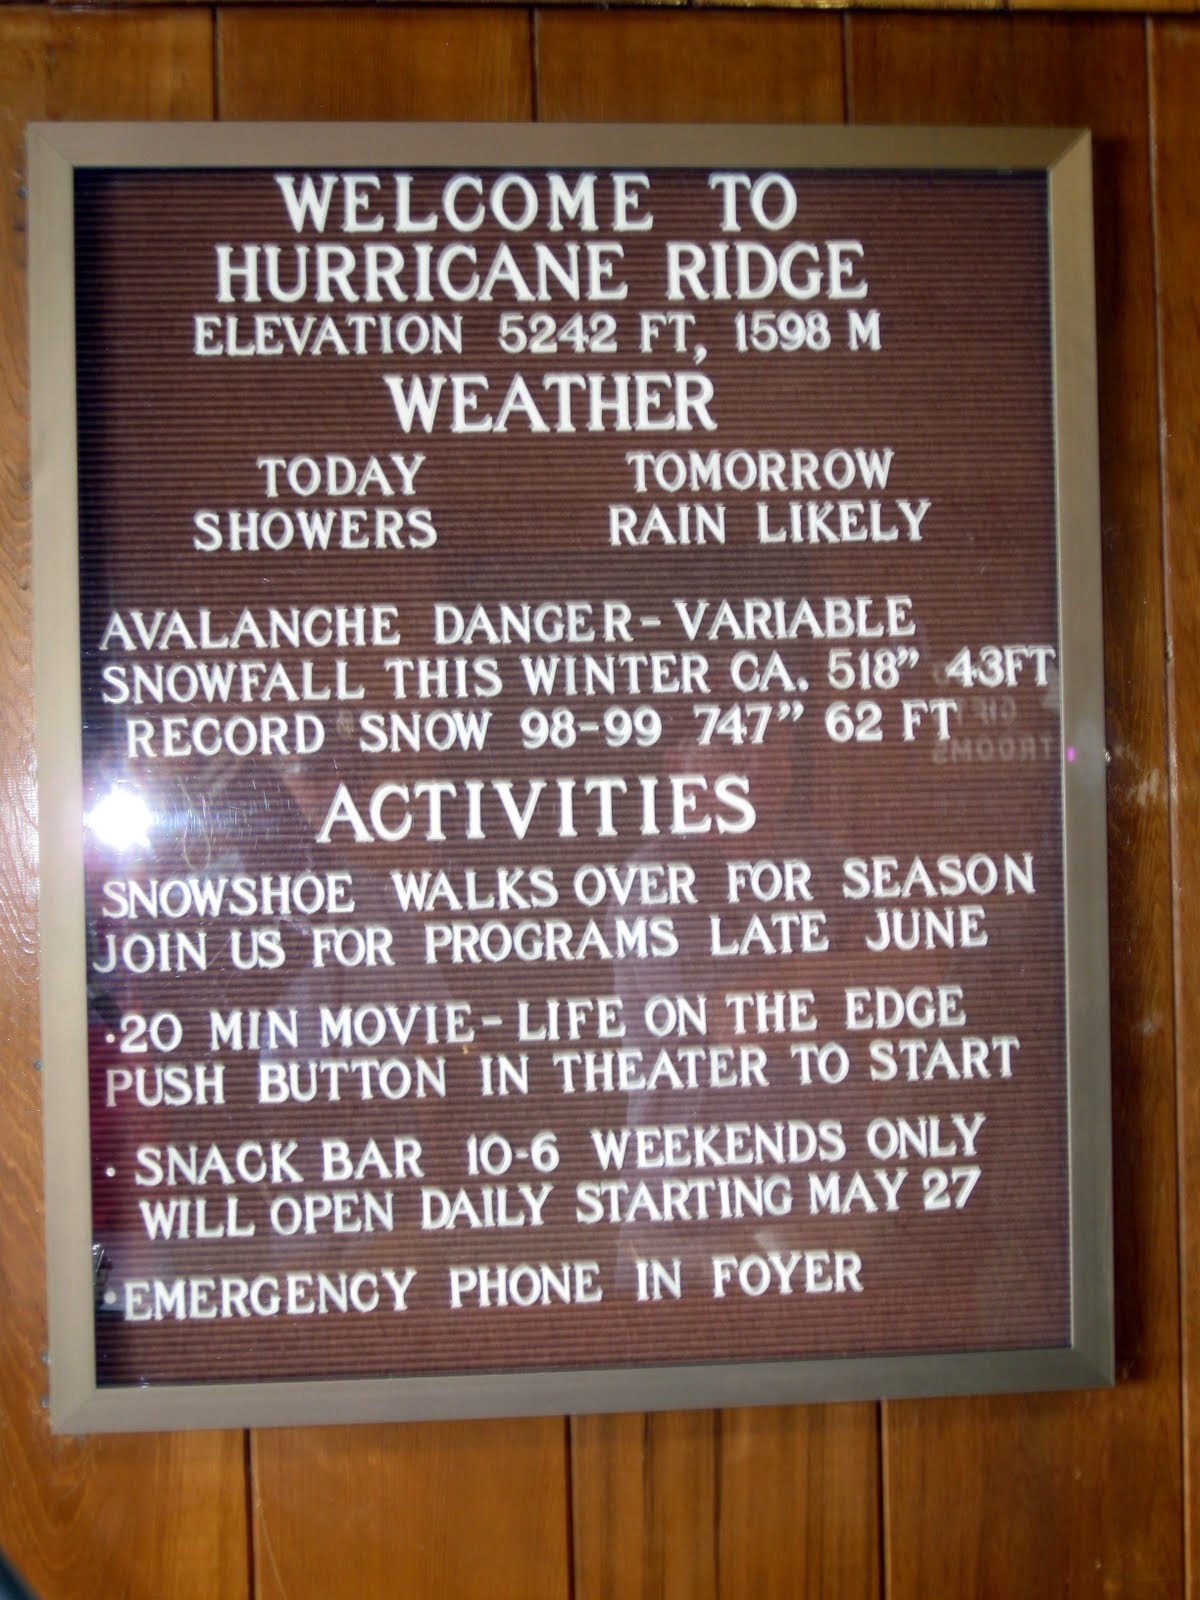 WELCOME TO
HURRICANE RIDGE
ELEVATION 5242 FT, 1598 M
WEATHER
TODAY TOMORROW
SHOWERS RAIN LIKELY
AVALANCHE DANGER - VARIABLE
SNOWFALL THIS WINTER CA. 518" 43FT
RECORD SNOW 98-99 747" 62 FT
ACTIVITIES
SNOWSHOE WALKS OVER FOR SEASON
JOIN US FOR PROGRAMS LATE JUNE
·20 MIN MOVIE - LIFE ON THE EDGE
PUSH BUTTON IN THEATER TO START
· SNACK BAR 10-6 WEEKENDS ONLY
WILL OPEN DAILY STARTING MAY 27
·EMERGENCY PHONE IN FOYER